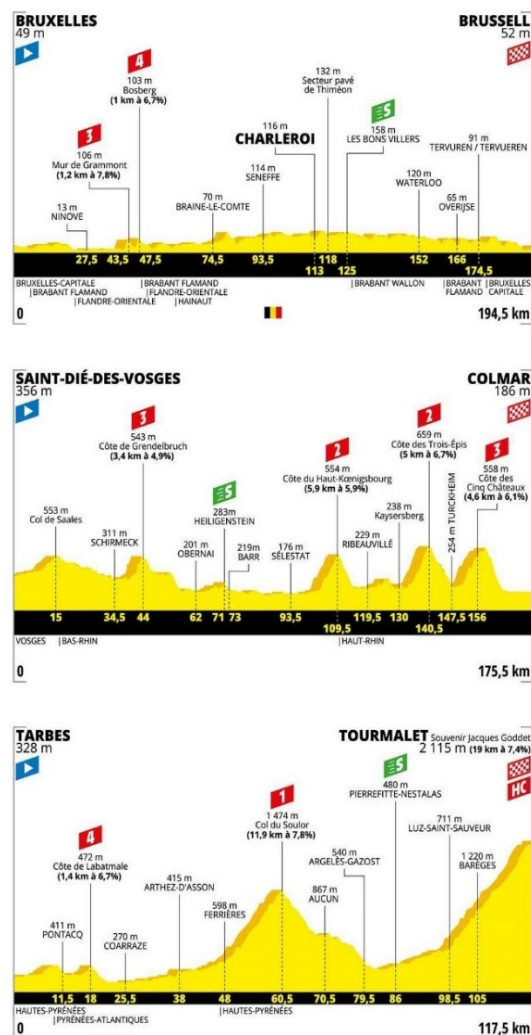 BRUXELLES
49 m
BRUSSELL
52 m
4
103 m
Bosberg
(1 km à 6,7%)
3
106 m
Mur de Grammont
(1,2 km à 7,8%)
13 m
NINOVE
70 m
BRAINE-LE-COMTE
114 m
SENEFFE
116 m
CHARLEROI
132 m
Secteur pavé
de Thiméon
S
158 m
LES BONS VILLERS
120 m
WATERLOO
65 m
OVERIJSE
91 m
TERVUREN / TERVUEREN
27,5 43,5 47,5 74,5 93,5 113 118 125 152 166 174,5
BRUXELLES-CAPITALE
|BRABANT FLAMAND
|FLANDRE-ORIENTALE
|BRABANT FLAMAND
|FLANDRE-ORIENTALE
|HAINAUT
|BRABANT WALLON
|BRABANT
FLAMAND
|BRUXELLES
CAPITALE
0
194,5 km
SAINT-DIÉ-DES-VOSGES
356 m
COLMAR
186 m
553 m
Col de Saales
311 m
SCHIRMECK
3
543 m
Côte de Grendelbruch
(3,4 km à 4,9%)
201 m
OBERNAI
S
283m
HEILIGENSTEIN
219m
BARR
176 m
SÉLESTAT
2
554 m
Côte du Haut-Kœnigsbourg
(5,9 km à 5,9%)
229 m
RIBEAUVILLÉ
238 m
Kaysersberg
2
659 m
Côte des Trois-Épis
(5 km à 6,7%)
254 m TURCKHEIM
3
558 m
Côte des
Cinq Châteaux
(4,6 km à 6,1%)
15 34,5 44 62 71 73 93,5 109,5 119,5 130 140,5 147,5 156
VOSGES |BAS-RHIN |HAUT-RHIN
0
175,5 km
TARBES
328 m
TOURMALET Souvenir Jacques Goddet
2 115 m (19 km à 7,4%)
HC
411 m
PONTACQ
4
472 m
Côte de Labatmale
(1,4 km à 6,7%)
270 m
COARRAZE
415 m
ARTHEZ-D'ASSON
598 m
FERRIÈRES
1
1 474 m
Col du Soulor
(11,9 km à 7,8%)
867 m
AUCUN
540 m
ARGELÈS-GAZOST
S
480 m
PIERREFITTE-NESTALAS
711 m
LUZ-SAINT-SAUVEUR
1 220 m
BARÈGES
11,5 18 25,5 38 48 60,5 70,5 79,5 86 98,5 105
HAUTES-PYRÉNÉES
|PYRÉNÉES-ATLANTIQUES
|HAUTES-PYRÉNÉES
0
117,5 km